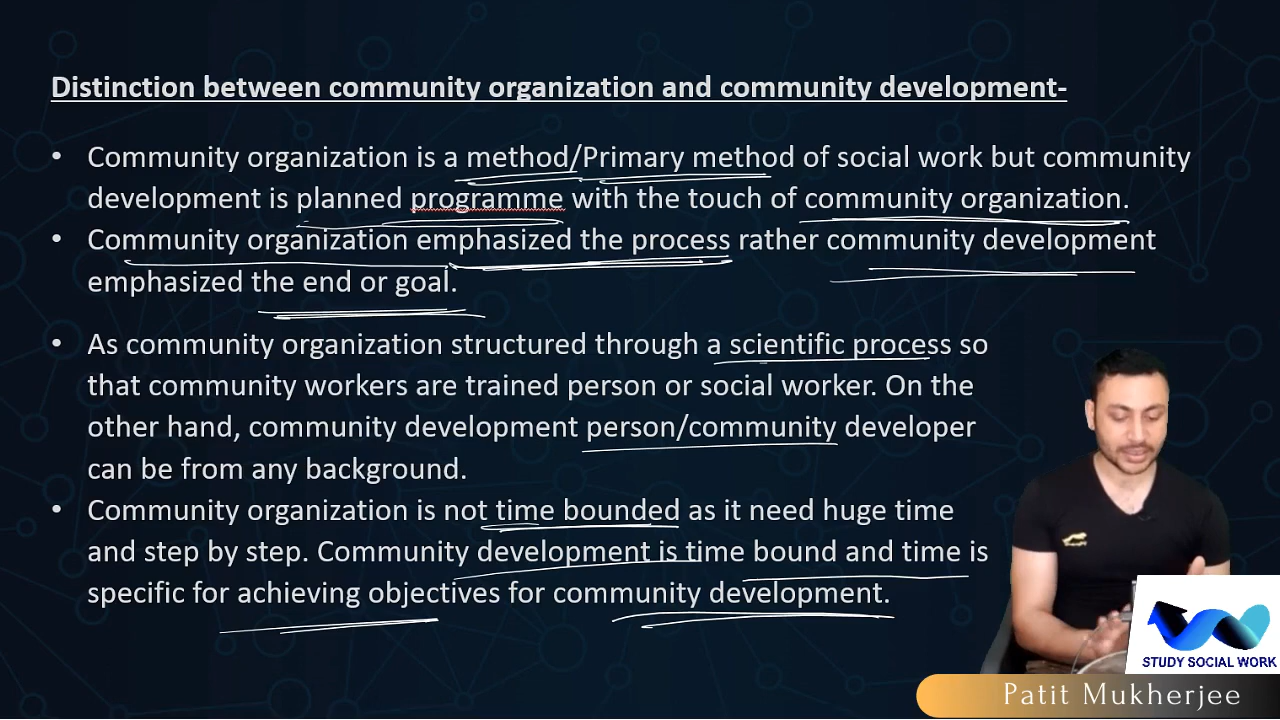 Distinction between community organization and community development-
• Community organization is a method/Primary method of social work but community
development is planned programme with the touch of community organization.
• Community organization emphasized the process rather community development
emphasized the end or goal.
• As community organization structured through a scientific process so
that community workers are trained person or social worker. On the
other hand, community development person/community developer
can be from any background.
• Community organization is not time bounded as it need huge time
and step by step. Community development is time bound and time is
specific for achieving objectives for community development.
STUDY SOCIAL WORK
Patit Mukherjee